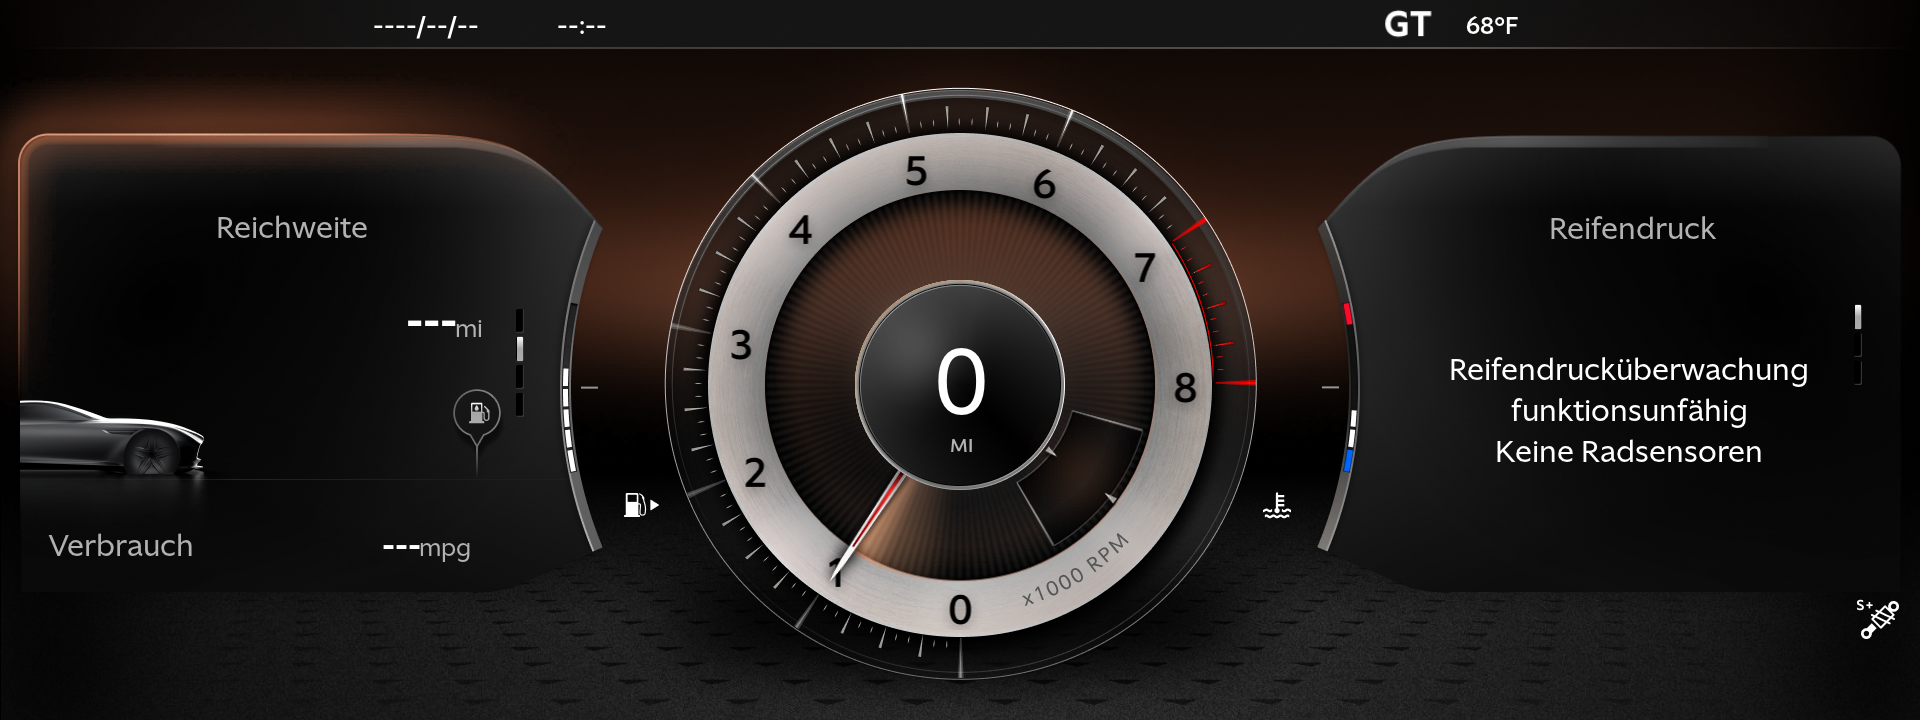 ----/--/--
--:--
GT
68°F
Reichweite
---mi
Verbrauch
---mpg
0
1
2
3
4
5
6
7
8
x1000 RPM
0
MI
Reifendruck
Reifendrucküberwachung
funktionsunfähig
Keine Radsensoren
S+